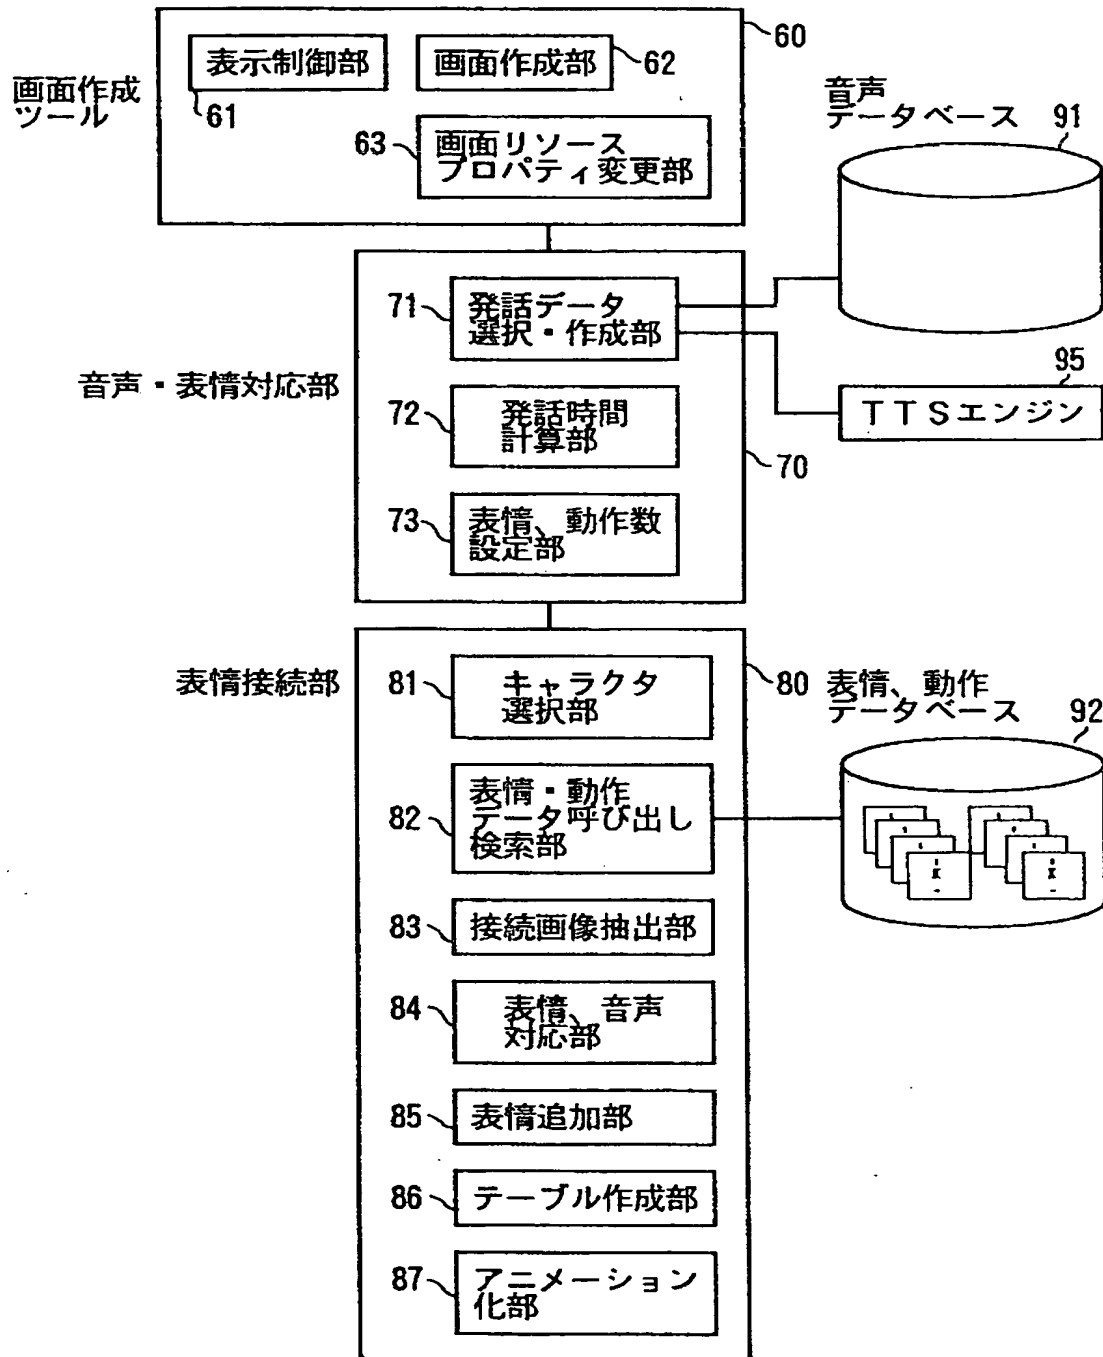 60
表示制御部
画面作成部
62
61
画面作成
ツール
63
画面リソース
プロパティ変更部
音声
データベース
91
71
発話データ
選択・作成部
音声・表情対応部
95
TTSエンジン
72
発話時間
計算部
70
73
表情、動作数
設定部
表情接続部
81
キャラクタ
選択部
80
表情、動作
データベース
92
82
表情・動作
データ呼び出し
検索部
83
接続画像抽出部
84
表情、音声
対応部
85
表情追加部
86
テーブル作成部
87
アニメーション
化部